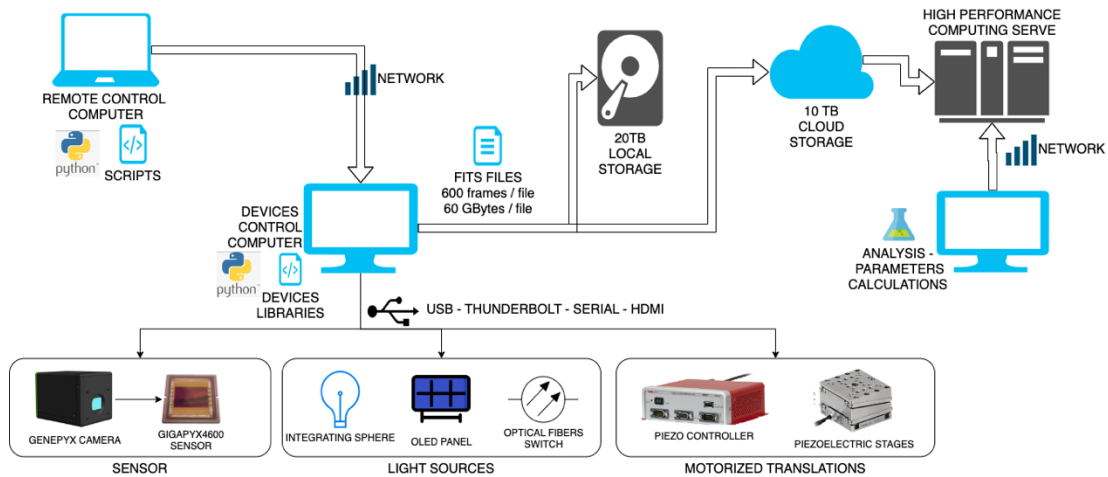 HIGH PERFORMANCE
COMPUTING SERVE
NETWORK
REMOTE CONTROL
COMPUTER
python
SCRIPTS
FITS FILES
600 frames / file
60 GBytes / file
20TB
LOCAL
STORAGE
10 TB
CLOUD
STORAGE
NETWORK
DEVICES
CONTROL
COMPUTER
python
DEVICES
LIBRARIES
ANALYSIS -
PARAMETERS
CALCULATIONS
USB - THUNDERBOLT - SERIAL - HDMI
GENEPYX CAMERA
GIGAPYX4600
SENSOR
SENSOR
INTEGRATING SPHERE
OLED PANEL
OPTICAL FIBERS
SWITCH
LIGHT SOURCES
PIEZO CONTROLLER
PIEZOELECTRIC STAGES
MOTORIZED TRANSLATIONS